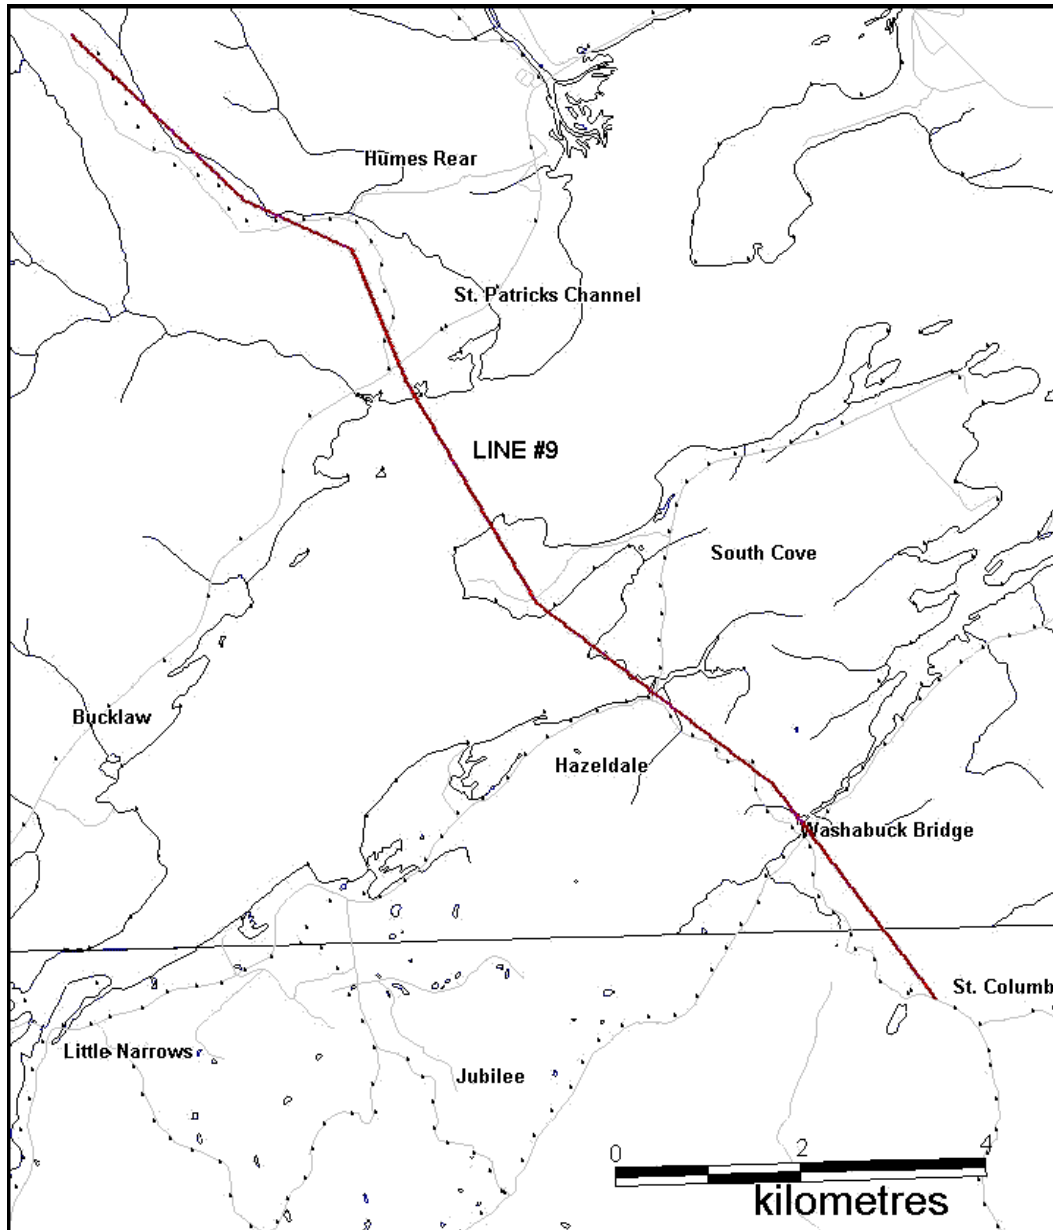 Humes Rear
St. Patricks Channel
LINE #9
South Cove
Bucklaw
Hazeldale
Washabuck Bridge
St. Columb
Little Narrows
Jubilee
0 2 4
kilometres